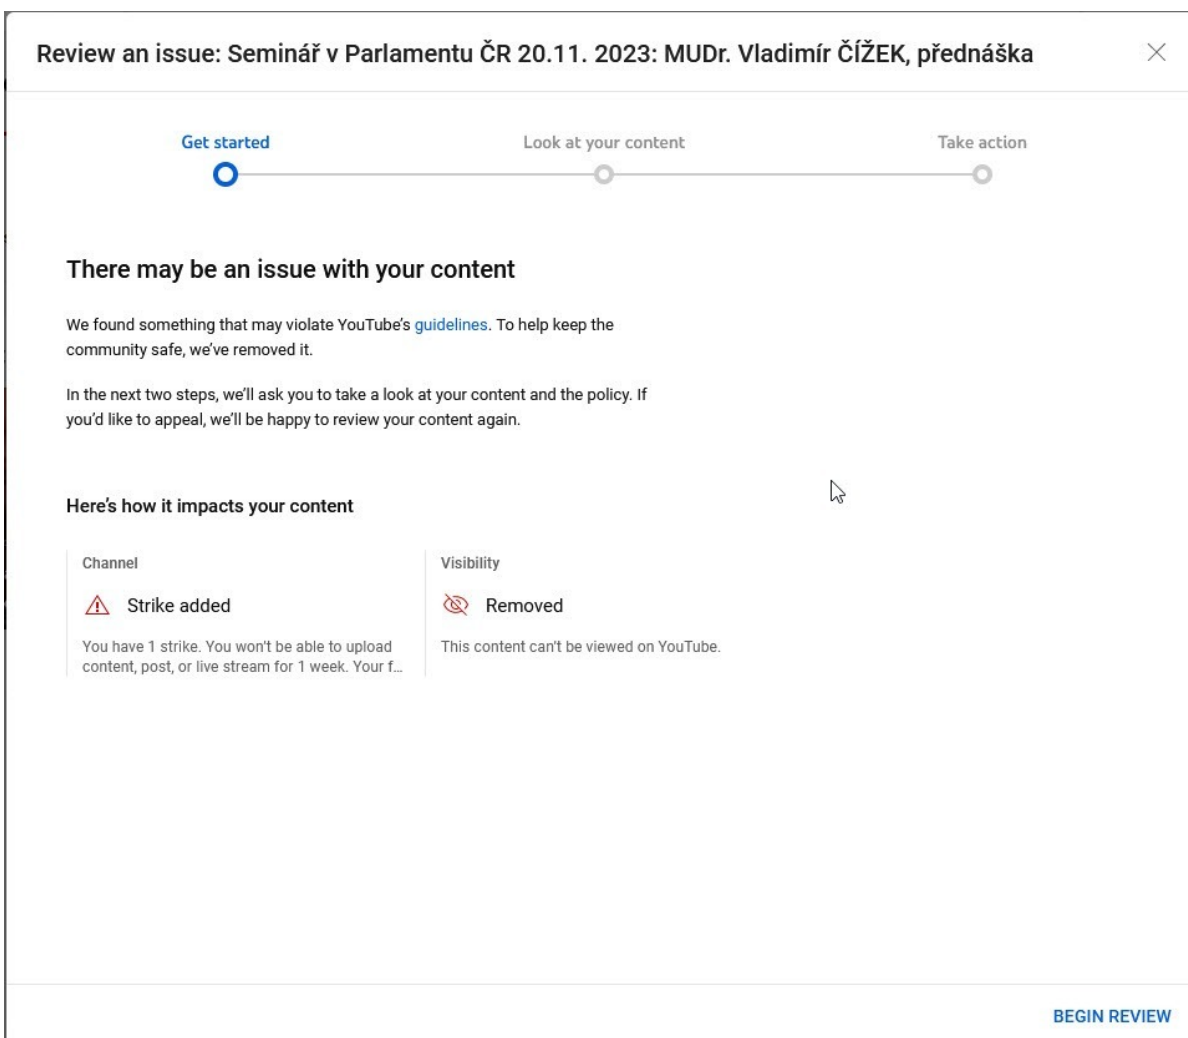 Review an issue: Seminář v Parlamentu ČR 20.11. 2023: MUDr. Vladimír ČÍŽEK, přednáška
Get started
Look at your content
Take action
There may be an issue with your content
We found something that may violate YouTube's guidelines. To help keep the
community safe, we've removed it.
In the next two steps, we'll ask you to take a look at your content and the policy. If
you'd like to appeal, we'll be happy to review your content again.
Here's how it impacts your content
Channel
Strike added
You have 1 strike. You won't be able to upload
content, post, or live stream for 1 week. Your f...
Visibility
Removed
This content can't be viewed on YouTube.
BEGIN REVIEW